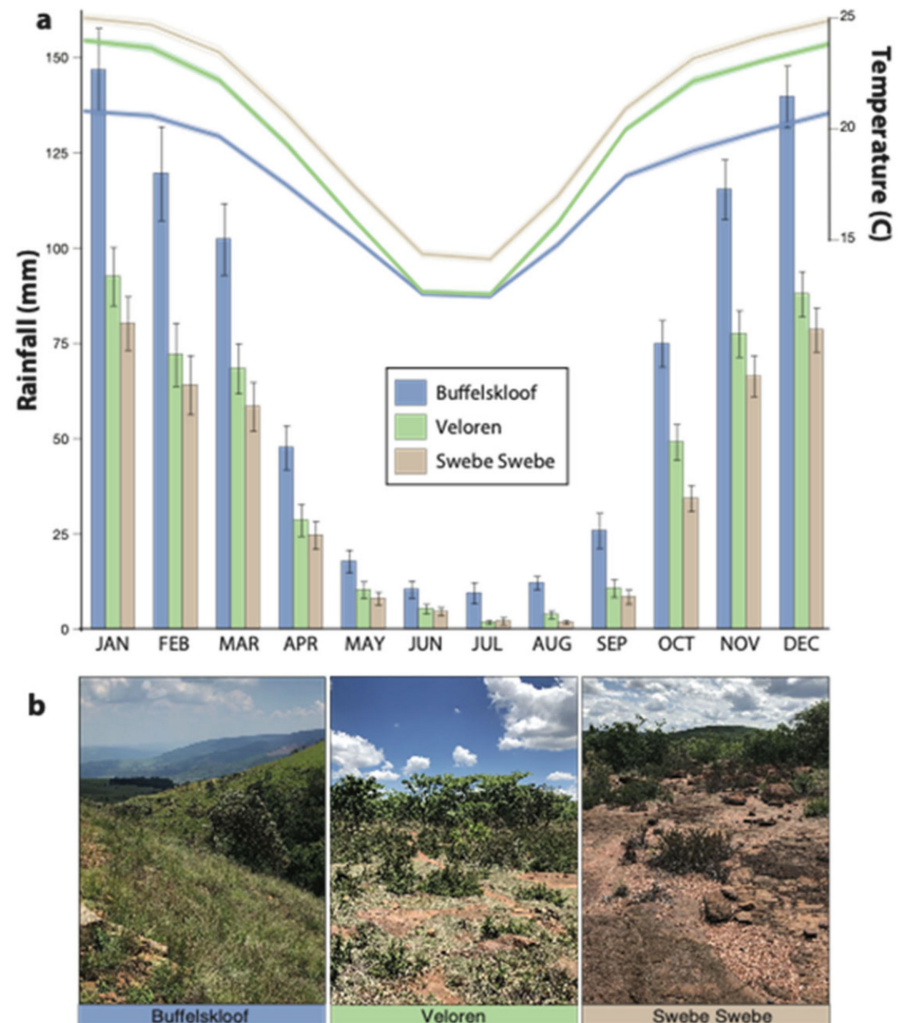 a
Rainfall (mm)
150
125
100
75
50
25
0
25
20
15
Temperature (C)
Buffelskloof
Veloren
Swebe Swebe
JAN FEB MAR APR MAY JUN JUL AUG SEP OCT NOV DEC
b
Buffelskloof Veloren Swebe Swebe